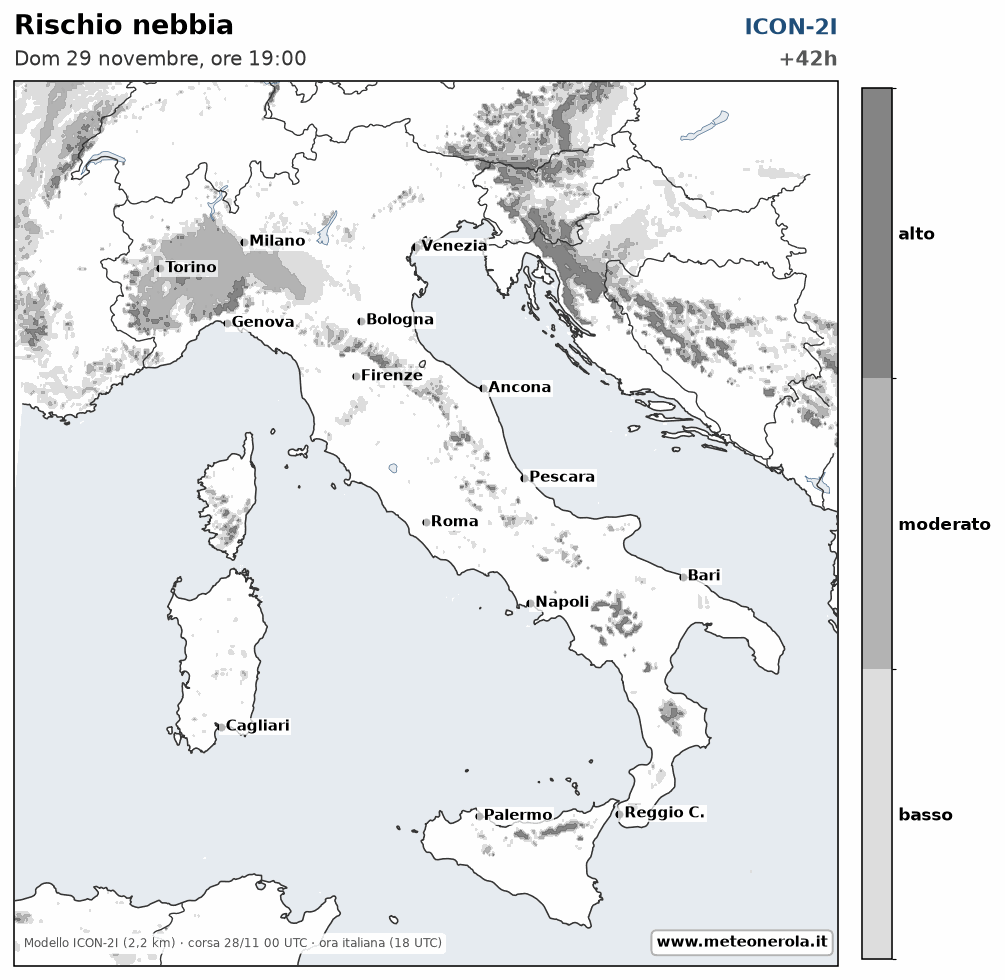 Rischio nebbia
ICON-2I
Dom 29 novembre, ore 19:00
+42h
alto
moderato
basso
Milano
Venezia
Torino
Genova
Bologna
Firenze
Ancona
Pescara
Roma
Bari
Napoli
Cagliari
Palermo
Reggio C.
Modello ICON-2I (2,2 km) · corsa 28/11 00 UTC · ora italiana (18 UTC)
www.meteonerola.it